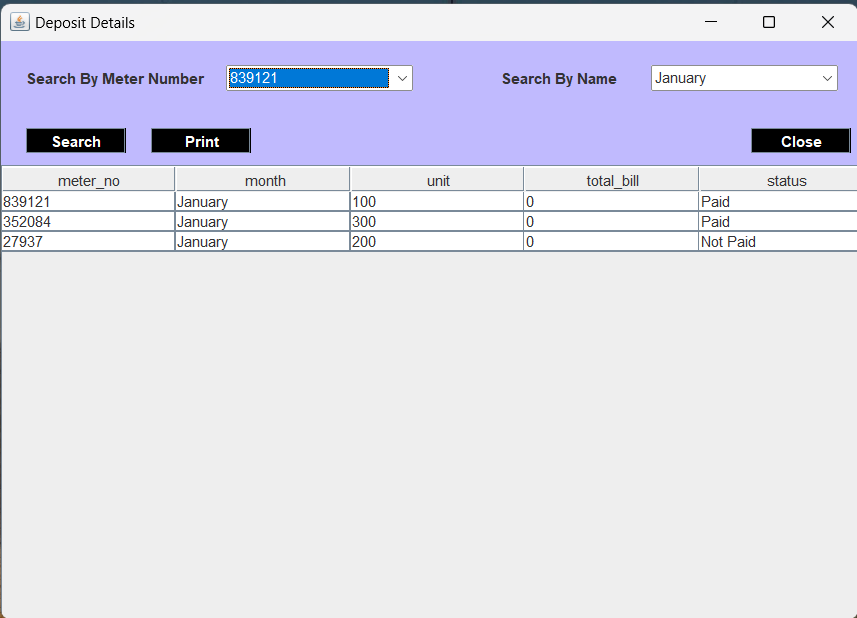 Deposit Details
Search By Meter Number 839121 Search By Name January
Search Print Close
meter_no month unit total_bill status
839121 January 100 0 Paid
352084 January 300 0 Paid
27937 January 200 0 Not Paid